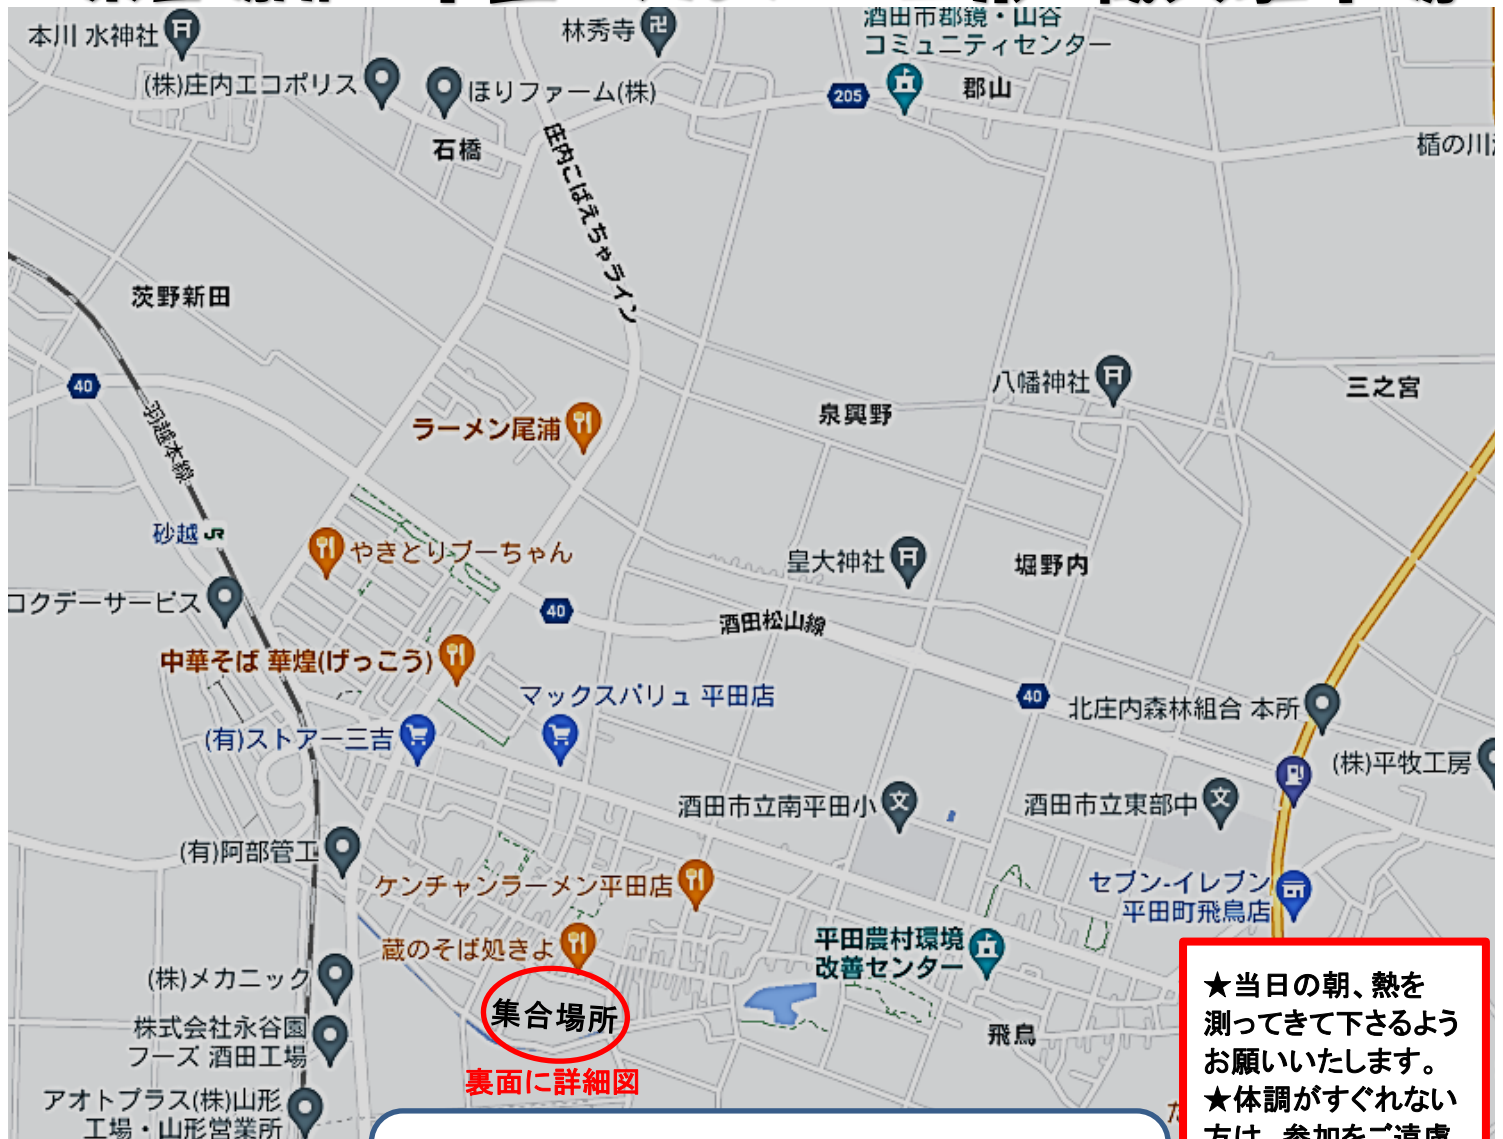 本川 水神社
林秀寺
酒田市郡鏡・山谷
コミュニティセンター
(株)庄内エコポリス
ほりファーム(株)
205
郡山
石橋
楯の川
庄内こばえちゃライン
茨野新田
40
羽越本線
ラーメン尾浦
泉興野
八幡神社
三之宮
砂越
JR
やきとりブーちゃん
皇大神社
堀野内
コクデーサービス
40
酒田松山線
中華そば 華煌(げっこう)
マックスバリュ 平田店
40
北庄内森林組合 本所
(有)ストアー三吉
(株)平牧工房
酒田市立南平田小
文
酒田市立東部中
文
(有)阿部管工
ケンチャンラーメン平田店
セブン-イレブン
平田町飛鳥店
蔵のそば処きよ
平田農村環境
改善センター
(株)メカニック
集合場所
飛鳥
株式会社永谷園
フーズ 酒田工場
裏面に詳細図
アオトプラス(株)山形
工場・山形営業所
★当日の朝、熱を
測ってきて下さるよう
お願いいたします。
★体調がすぐれない
方は、参加をご遠慮